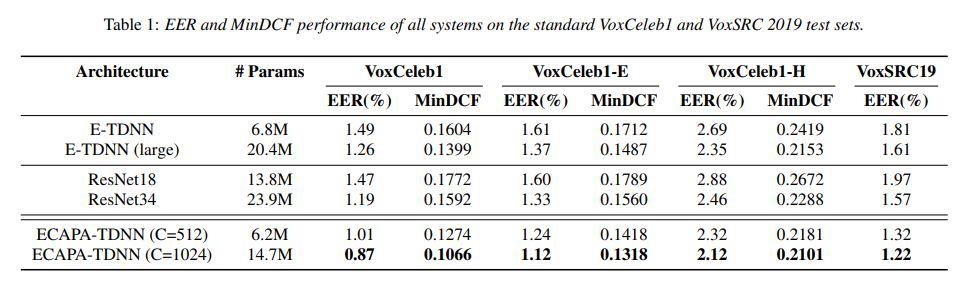 Table 1: EER and MinDCF performance of all systems on the standard VoxCeleb1 and VoxSRC 2019 test sets.
Architecture # Params VoxCeleb1 VoxCeleb1-E VoxCeleb1-H VoxSRC19
EER(%) MinDCF EER(%) MinDCF EER(%) MinDCF EER(%)
E-TDNN 6.8M 1.49 0.1604 1.61 0.1712 2.69 0.2419 1.81
E-TDNN (large) 20.4M 1.26 0.1399 1.37 0.1487 2.35 0.2153 1.61
ResNet18 13.8M 1.47 0.1772 1.60 0.1789 2.88 0.2672 1.97
ResNet34 23.9M 1.19 0.1592 1.33 0.1560 2.46 0.2288 1.57
ECAPA-TDNN (C=512) 6.2M 1.01 0.1274 1.24 0.1418 2.32 0.2181 1.32
ECAPA-TDNN (C=1024) 14.7M 0.87 0.1066 1.12 0.1318 2.12 0.2101 1.22